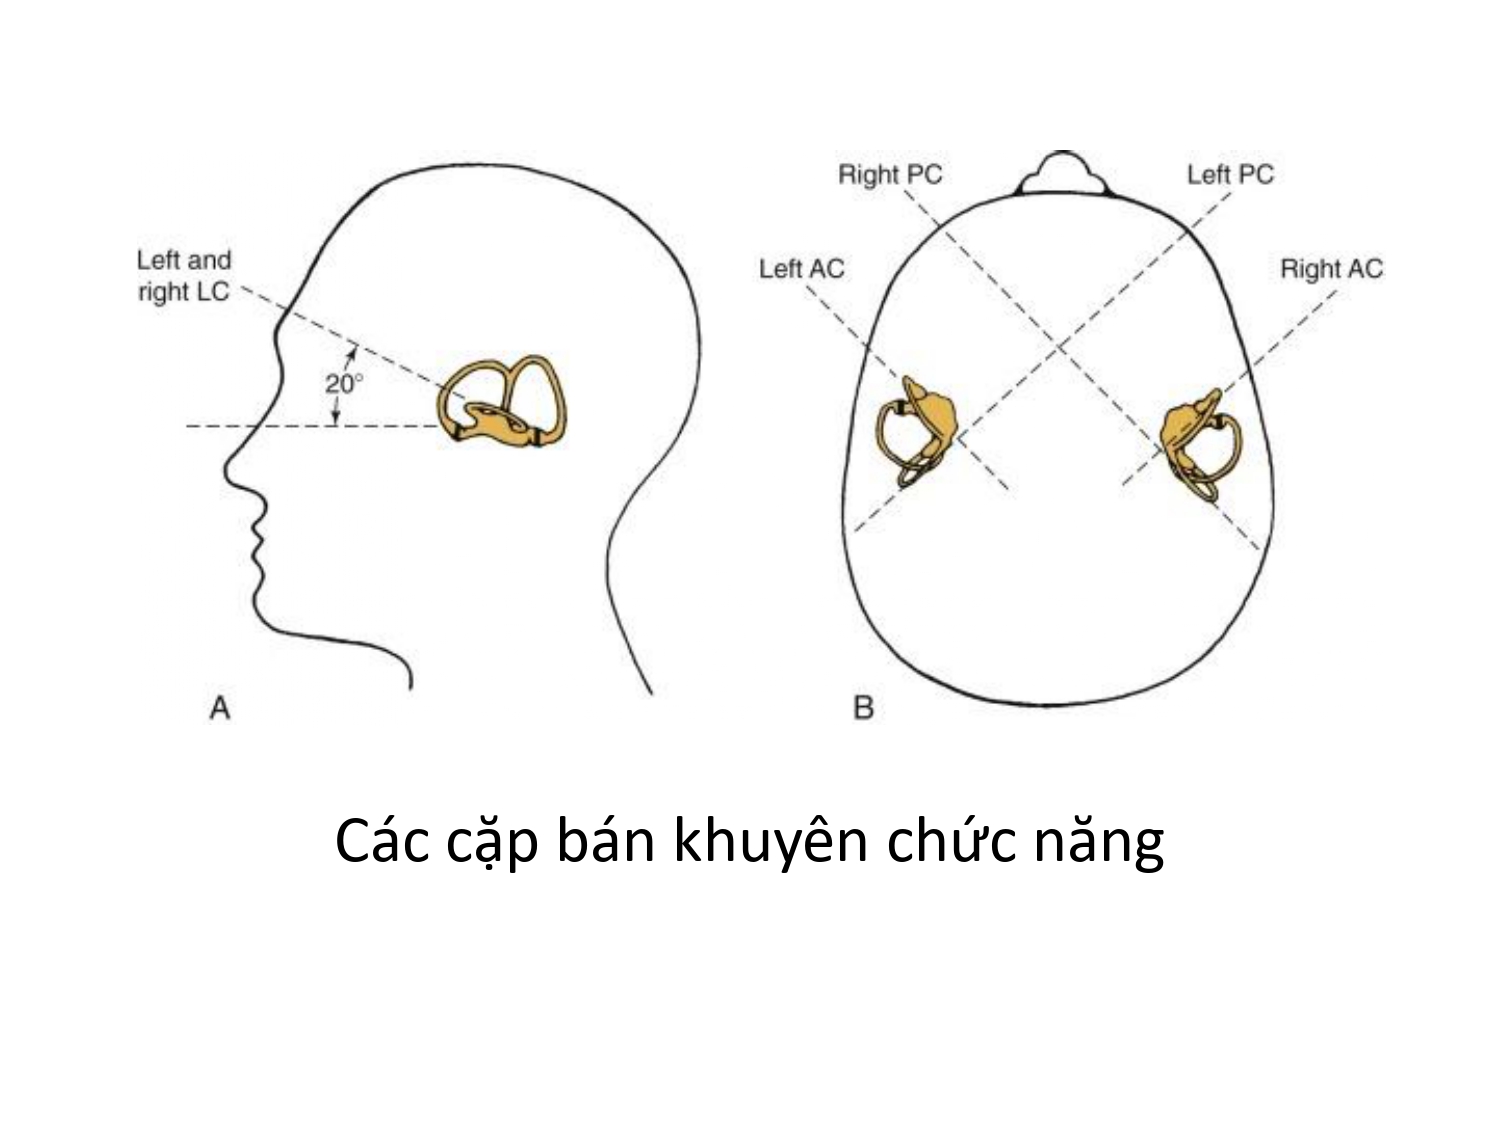 Left and
right LC
20°
A
Right PC
Left PC
Left AC
Right AC
B
Các cặp bán khuyên chức năng